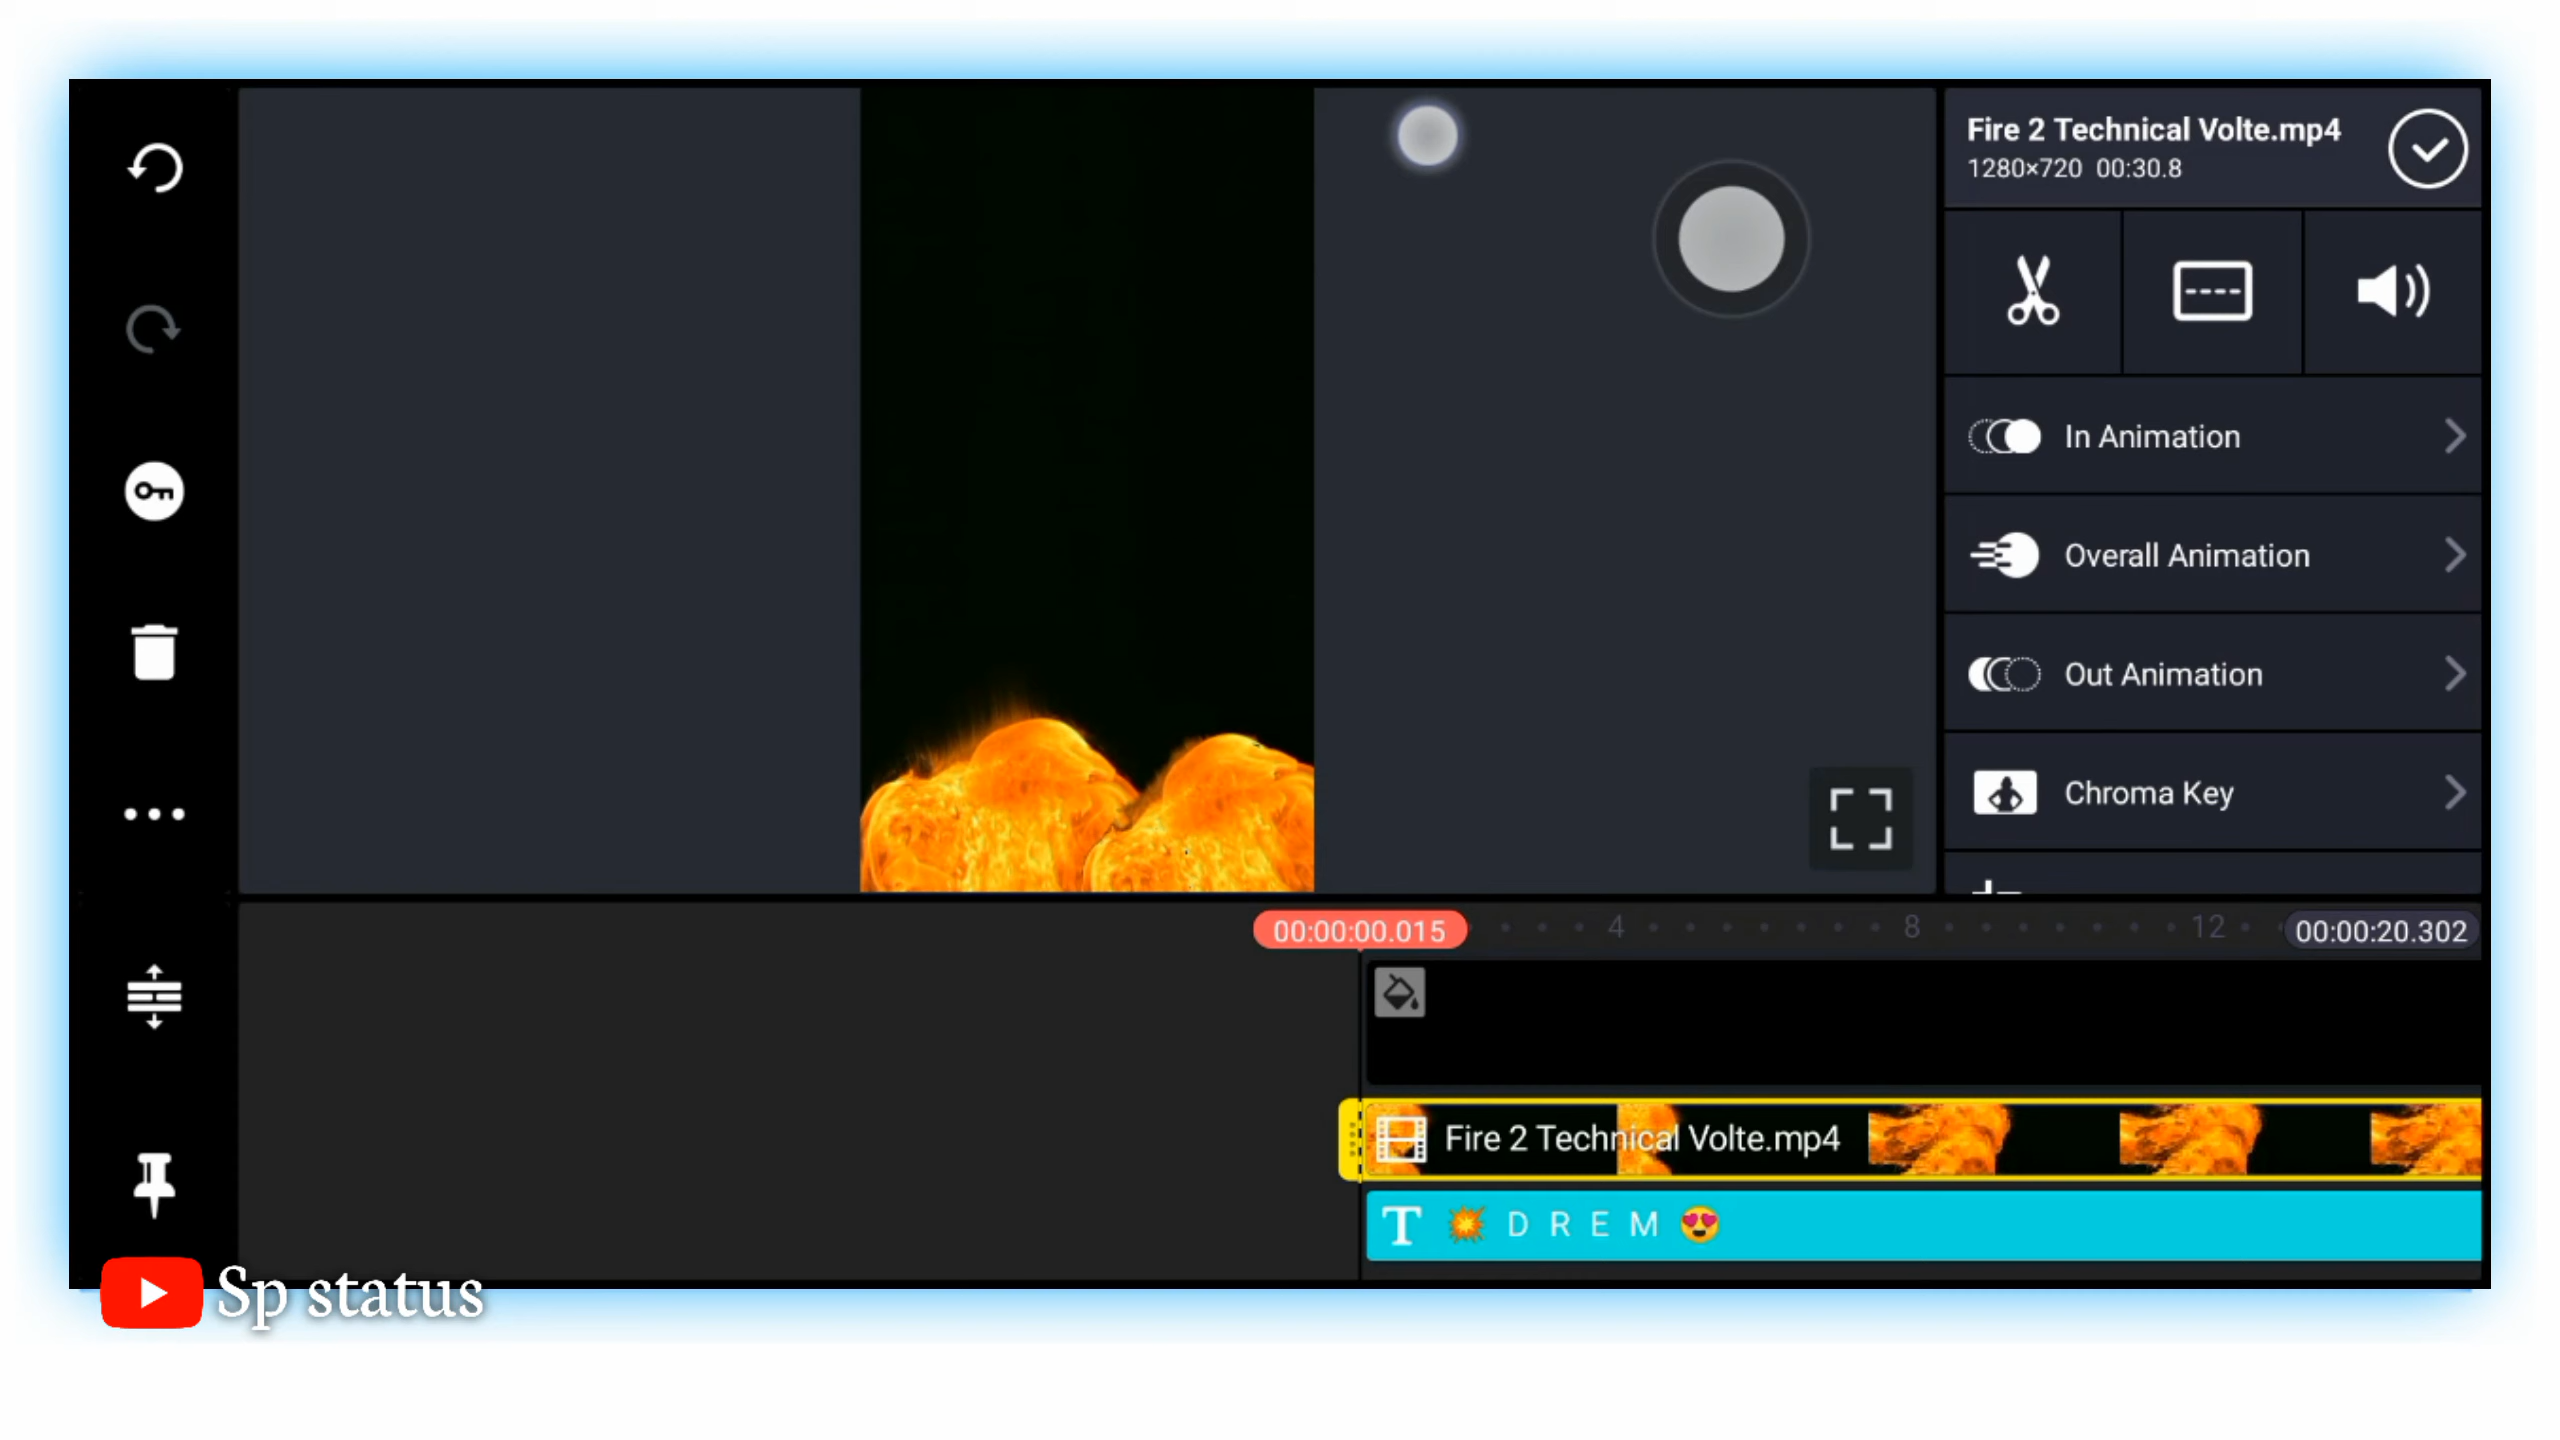 Fire 2 Technical Volte.mp4
1280×720 00:30.8
In Animation
Overall Animation
Out Animation
Chroma Key
00:00:00.015
4
8
12
00:00:20.302
Fire 2 Technical Volte.mp4
T 💥 D R E M 😍
Sp status